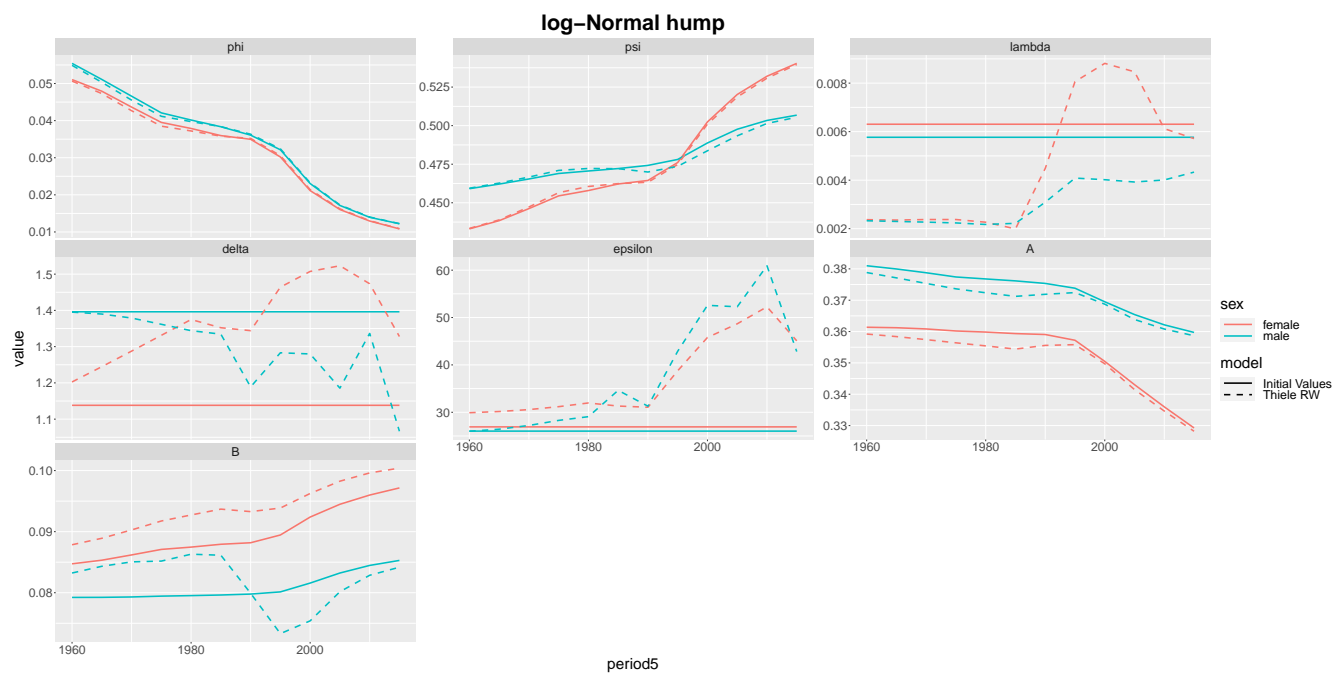 log−Normal hump
phi
psi
lambda
0.05
0.04
0.03
0.02
0.01
0.525
0.500
0.475
0.450
0.008
0.006
0.004
0.002
delta
epsilon
A
1.5
1.4
1.3
1.2
1.1
60
50
40
30
0.38
0.37
0.36
0.35
0.34
0.33
1960
1980
2000
1960
1980
2000
B
0.10
0.09
0.08
1960
1980
2000
value
period5
sex
female
male
model
Initial Values
Thiele RW